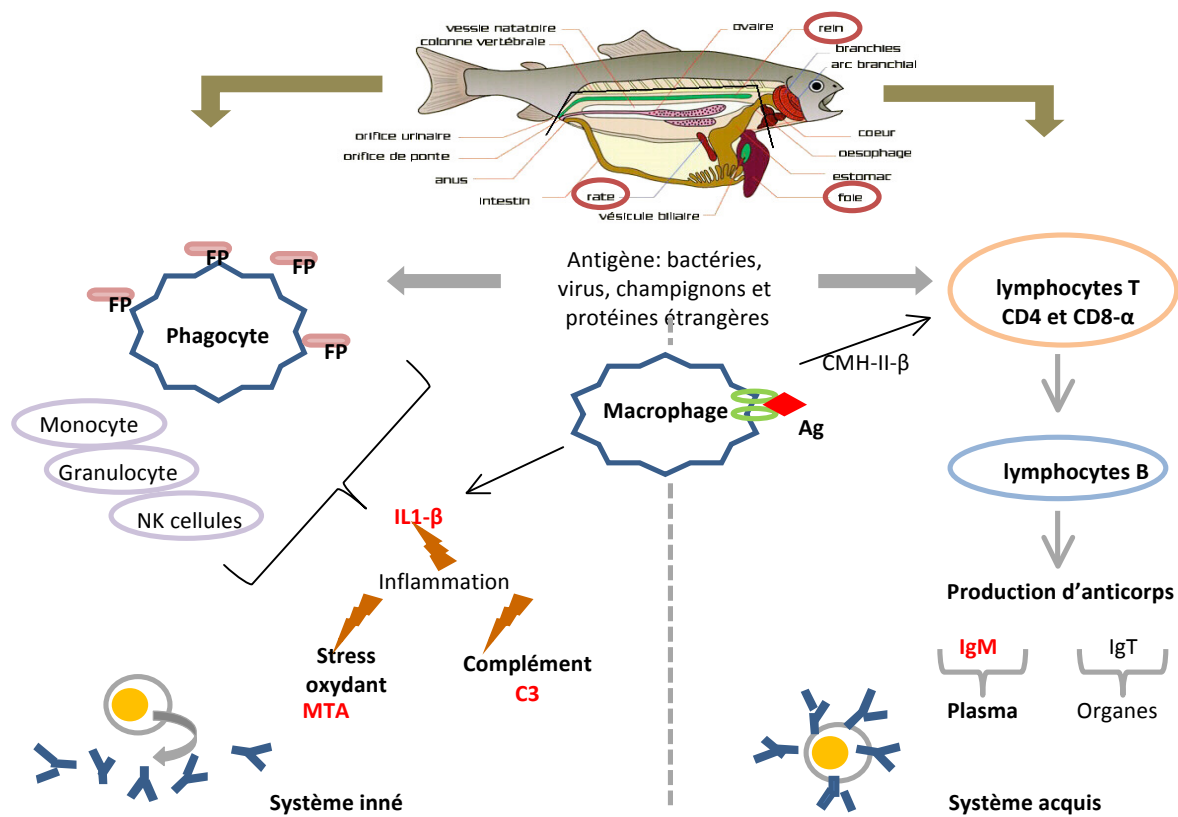 vessie natatoire
colonne vertébrale
ovaire
rein
branchies
arc branchial
orifice urinaire
orifice de ponte
anus
intestin
rate
vésicule biliaire
coeur
oesophage
estomac
foie
FP
FP
FP
FP
Phagocyte
Monocyte
Granulocyte
NK cellules
Antigène: bactéries,
virus, champignons et
protéines étrangères
Macrophage
Ag
CMH-II-β
IL1-β
Inflammation
Stress
oxydant
MTA
Complément
C3
Système inné
lymphocytes T
CD4 et CD8-α
lymphocytes B
Production d’anticorps
IgM
IgT
Plasma
Organes
Système acquis